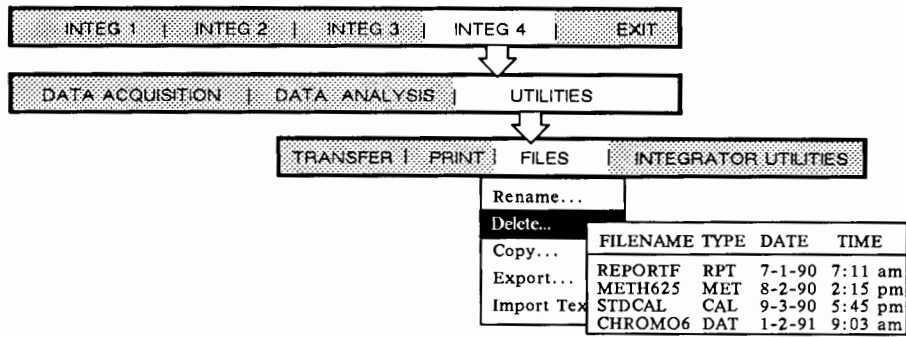 INTEG 1 | INTEG 2 | INTEG 3 | INTEG 4 | EXIT
DATA ACQUISITION | DATA ANALYSIS | UTILITIES
TRANSFER | PRINT | FILES | INTEGRATOR UTILITIES
Rename...
Delete...
Copy...
Export...
Import Tex
FILENAME TYPE DATE TIME
REPORTF RPT 7-1-90 7:11 am
METH625 MET 8-2-90 2:15 pm
STDCAL CAL 9-3-90 5:45 pm
CHROMO6 DAT 1-2-91 9:03 am